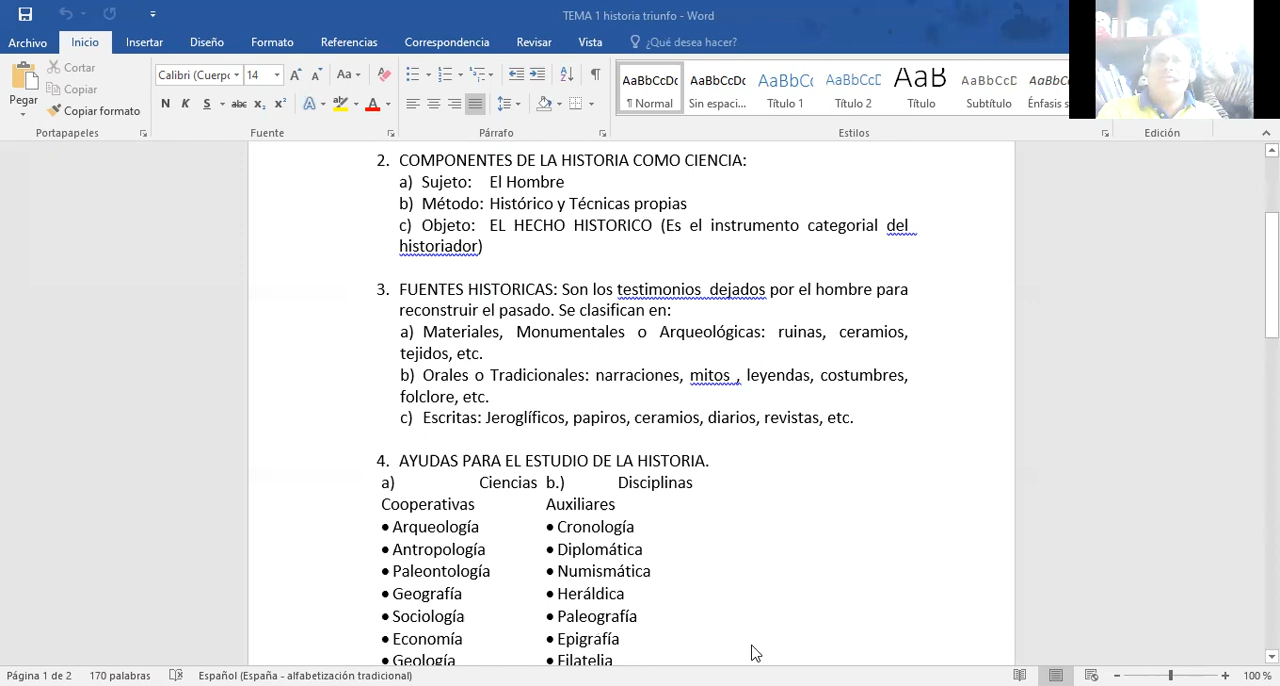 TEMA 1 historia triunfo - Word
Archivo Inicio Insertar Diseño Formato Referencias Correspondencia Revisar Vista ¿Qué desea hacer?
Pegar
Cortar
Copiar
Copiar formato
Calibri (Cuerpo 14
AaBbCcDc AaBbCcDc AaBbCc AaBbCcD AaB AaBbCcD AaBbCcDc
¶ Normal Sin espaci... Título 1 Título 2 Título Subtítulo Énfasis s
Portapapeles Fuente Párrafo Estilos Edición
2. COMPONENTES DE LA HISTORIA COMO CIENCIA:
a) Sujeto: El Hombre
b) Método: Histórico y Técnicas propias
c) Objeto: EL HECHO HISTORICO (Es el instrumento categorial del
historiador)
3. FUENTES HISTORICAS: Son los testimonios dejados por el hombre para
reconstruir el pasado. Se clasifican en:
a) Materiales, Monumentales o Arqueológicas: ruinas, ceramios,
tejidos, etc.
b) Orales o Tradicionales: narraciones, mitos , leyendas, costumbres,
folclore, etc.
c) Escritas: Jeroglíficos, papiros, ceramios, diarios, revistas, etc.
4. AYUDAS PARA EL ESTUDIO DE LA HISTORIA.
a) Ciencias b.) Disciplinas
Cooperativas Auxiliares
• Arqueología • Cronología
• Antropología • Diplomática
• Paleontología • Numismática
• Geografía • Heráldica
• Sociología • Paleografía
• Economía • Epigrafía
• Geología • Filatelia
Página 1 de 2 170 palabras Español (España - alfabetización tradicional) 100 %